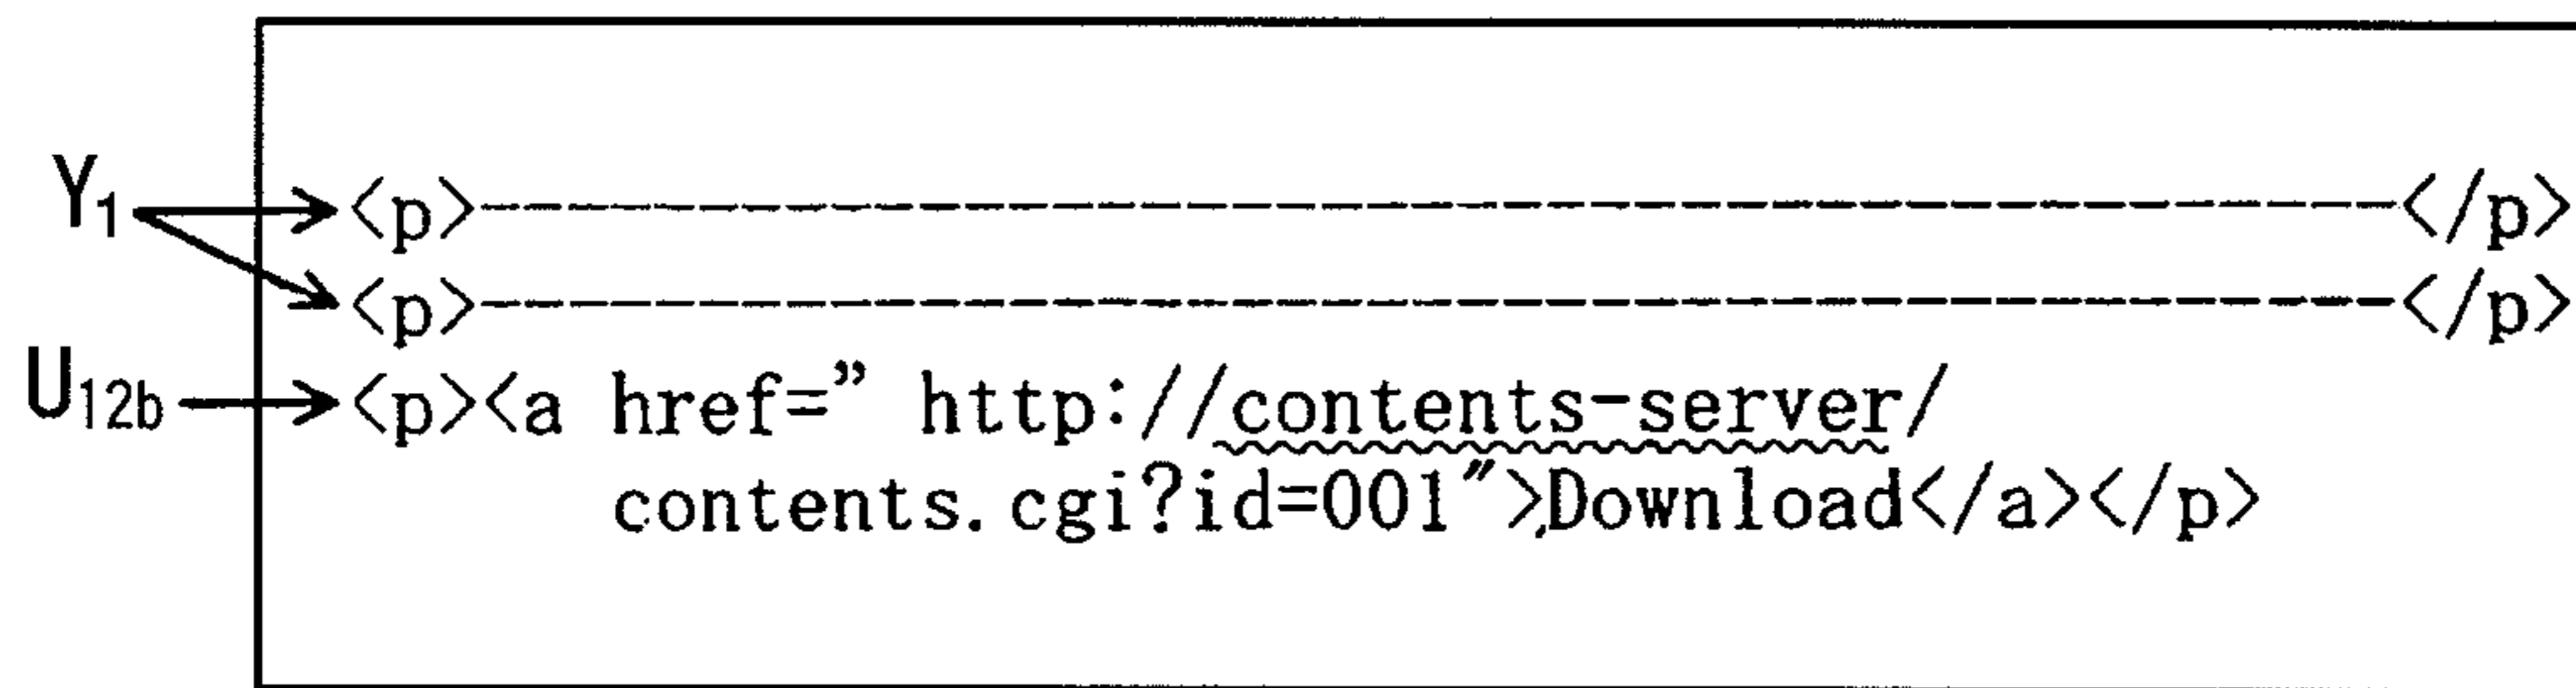 Y1 <p>------------------------------</p>
<p>------------------------------</p>
U12b <p><a href=” http://contents-server/
contents.cgi?id=001″>Download</a></p>